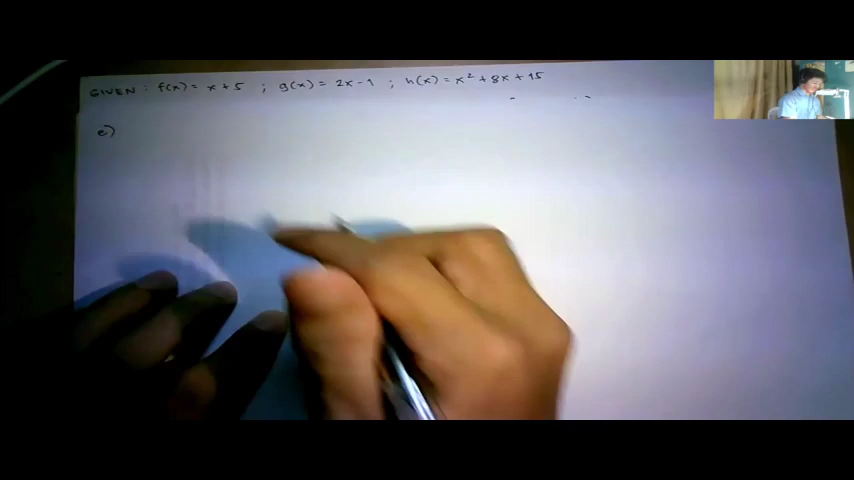 GIVEN : f(x) = x + 5 ; g(x) = 2x - 1 ; h(x) = x² + 8x + 15
e)